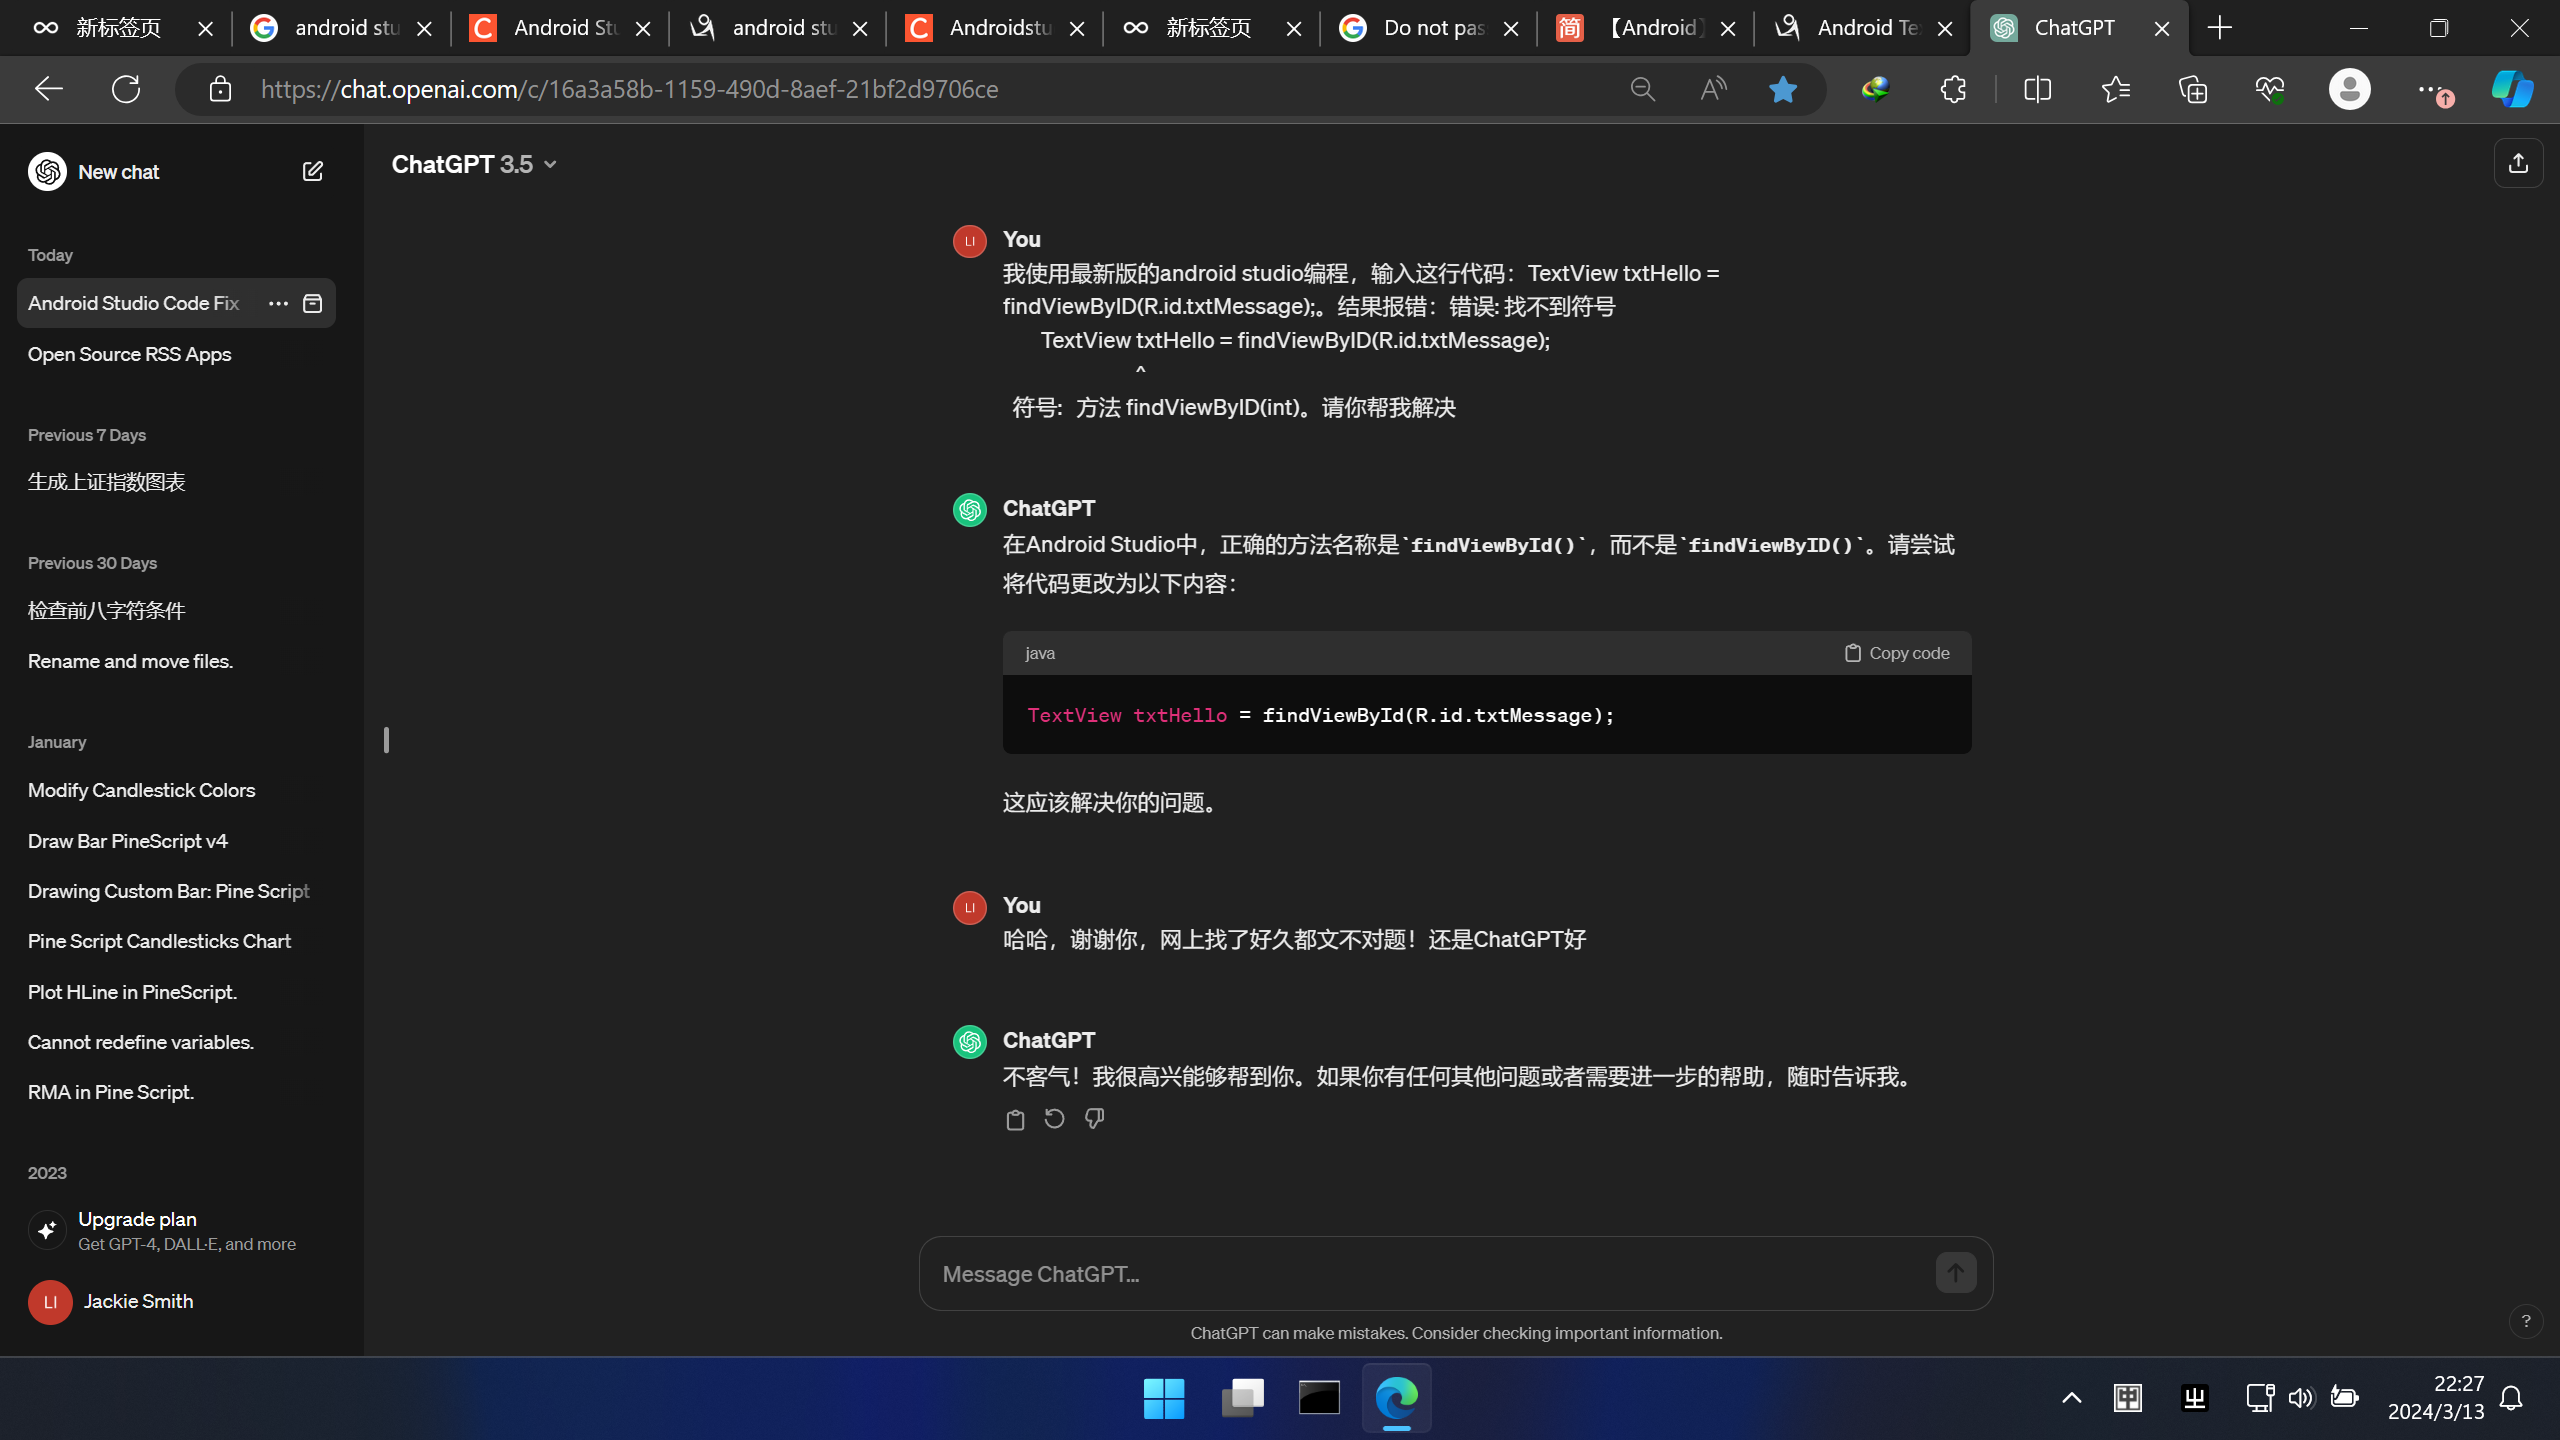 新标签页
android stu
Android Stu
android stu
Androidstu
新标签页
Do not pas
【Android】
Android Te
ChatGPT
https://chat.openai.com/c/16a3a58b-1159-490d-8aef-21bf2d9706ce
New chat
Today
Android Studio Code Fix
Open Source RSS Apps
Previous 7 Days
生成上证指数图表
Previous 30 Days
检查前八字符条件
Rename and move files.
January
Modify Candlestick Colors
Draw Bar PineScript v4
Drawing Custom Bar: Pine Script
Pine Script Candlesticks Chart
Plot HLine in PineScript.
Cannot redefine variables.
RMA in Pine Script.
2023
Upgrade plan
Get GPT-4, DALL·E, and more
LI Jackie Smith
ChatGPT 3.5
LI You
我使用最新版的android studio编程，输入这行代码：TextView txtHello =
findViewByID(R.id.txtMessage);。结果报错：错误: 找不到符号
TextView txtHello = findViewByID(R.id.txtMessage);
^
符号: 方法 findViewByID(int)。请你帮我解决
ChatGPT
在Android Studio中，正确的方法名称是`findViewById()`，而不是`findViewByID()`。请尝试
将代码更改为以下内容：
java
Copy code
TextView txtHello = findViewById(R.id.txtMessage);
这应该解决你的问题。
LI You
哈哈，谢谢你，网上找了好久都文不对题！还是ChatGPT好
ChatGPT
不客气！我很高兴能够帮到你。如果你有任何其他问题或者需要进一步的帮助，随时告诉我。
Message ChatGPT...
ChatGPT can make mistakes. Consider checking important information.
?
22:27
2024/3/13